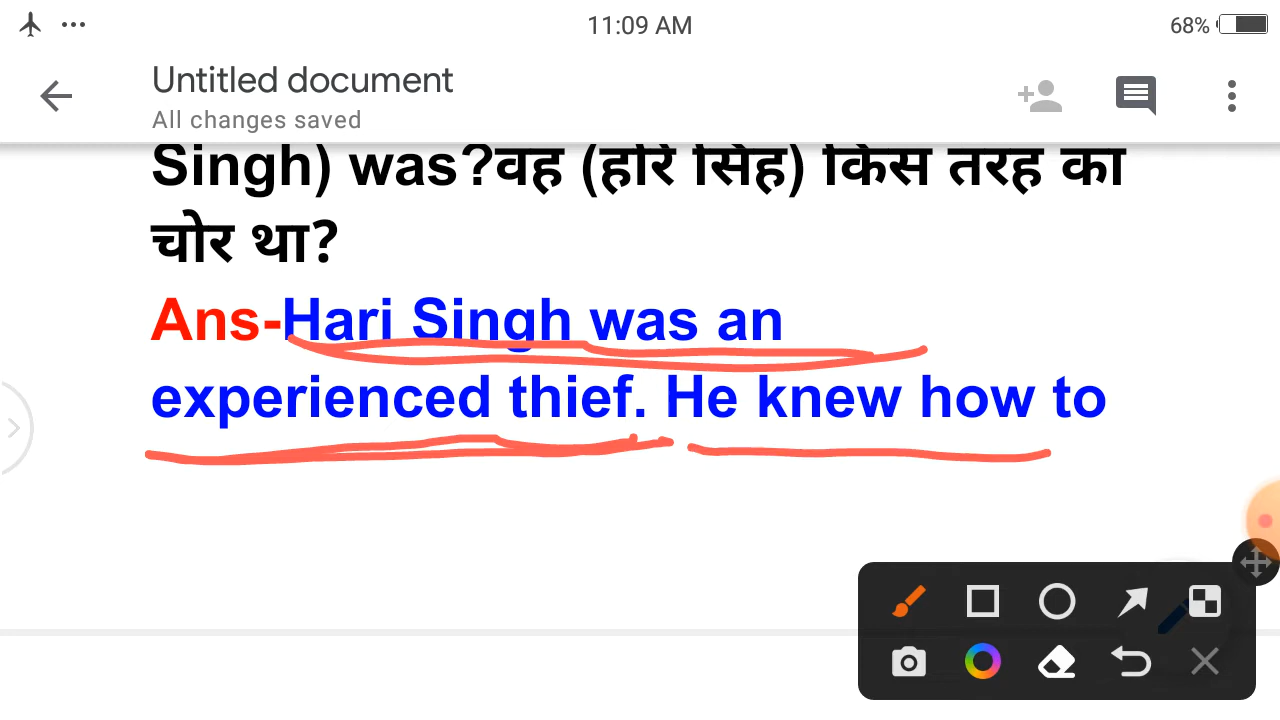 11:09 AM
68%
Untitled document
All changes saved
Singh) was?वह (हरि सिंह) किस तरह का
चोर था?
Ans-Hari Singh was an
experienced thief. He knew how to